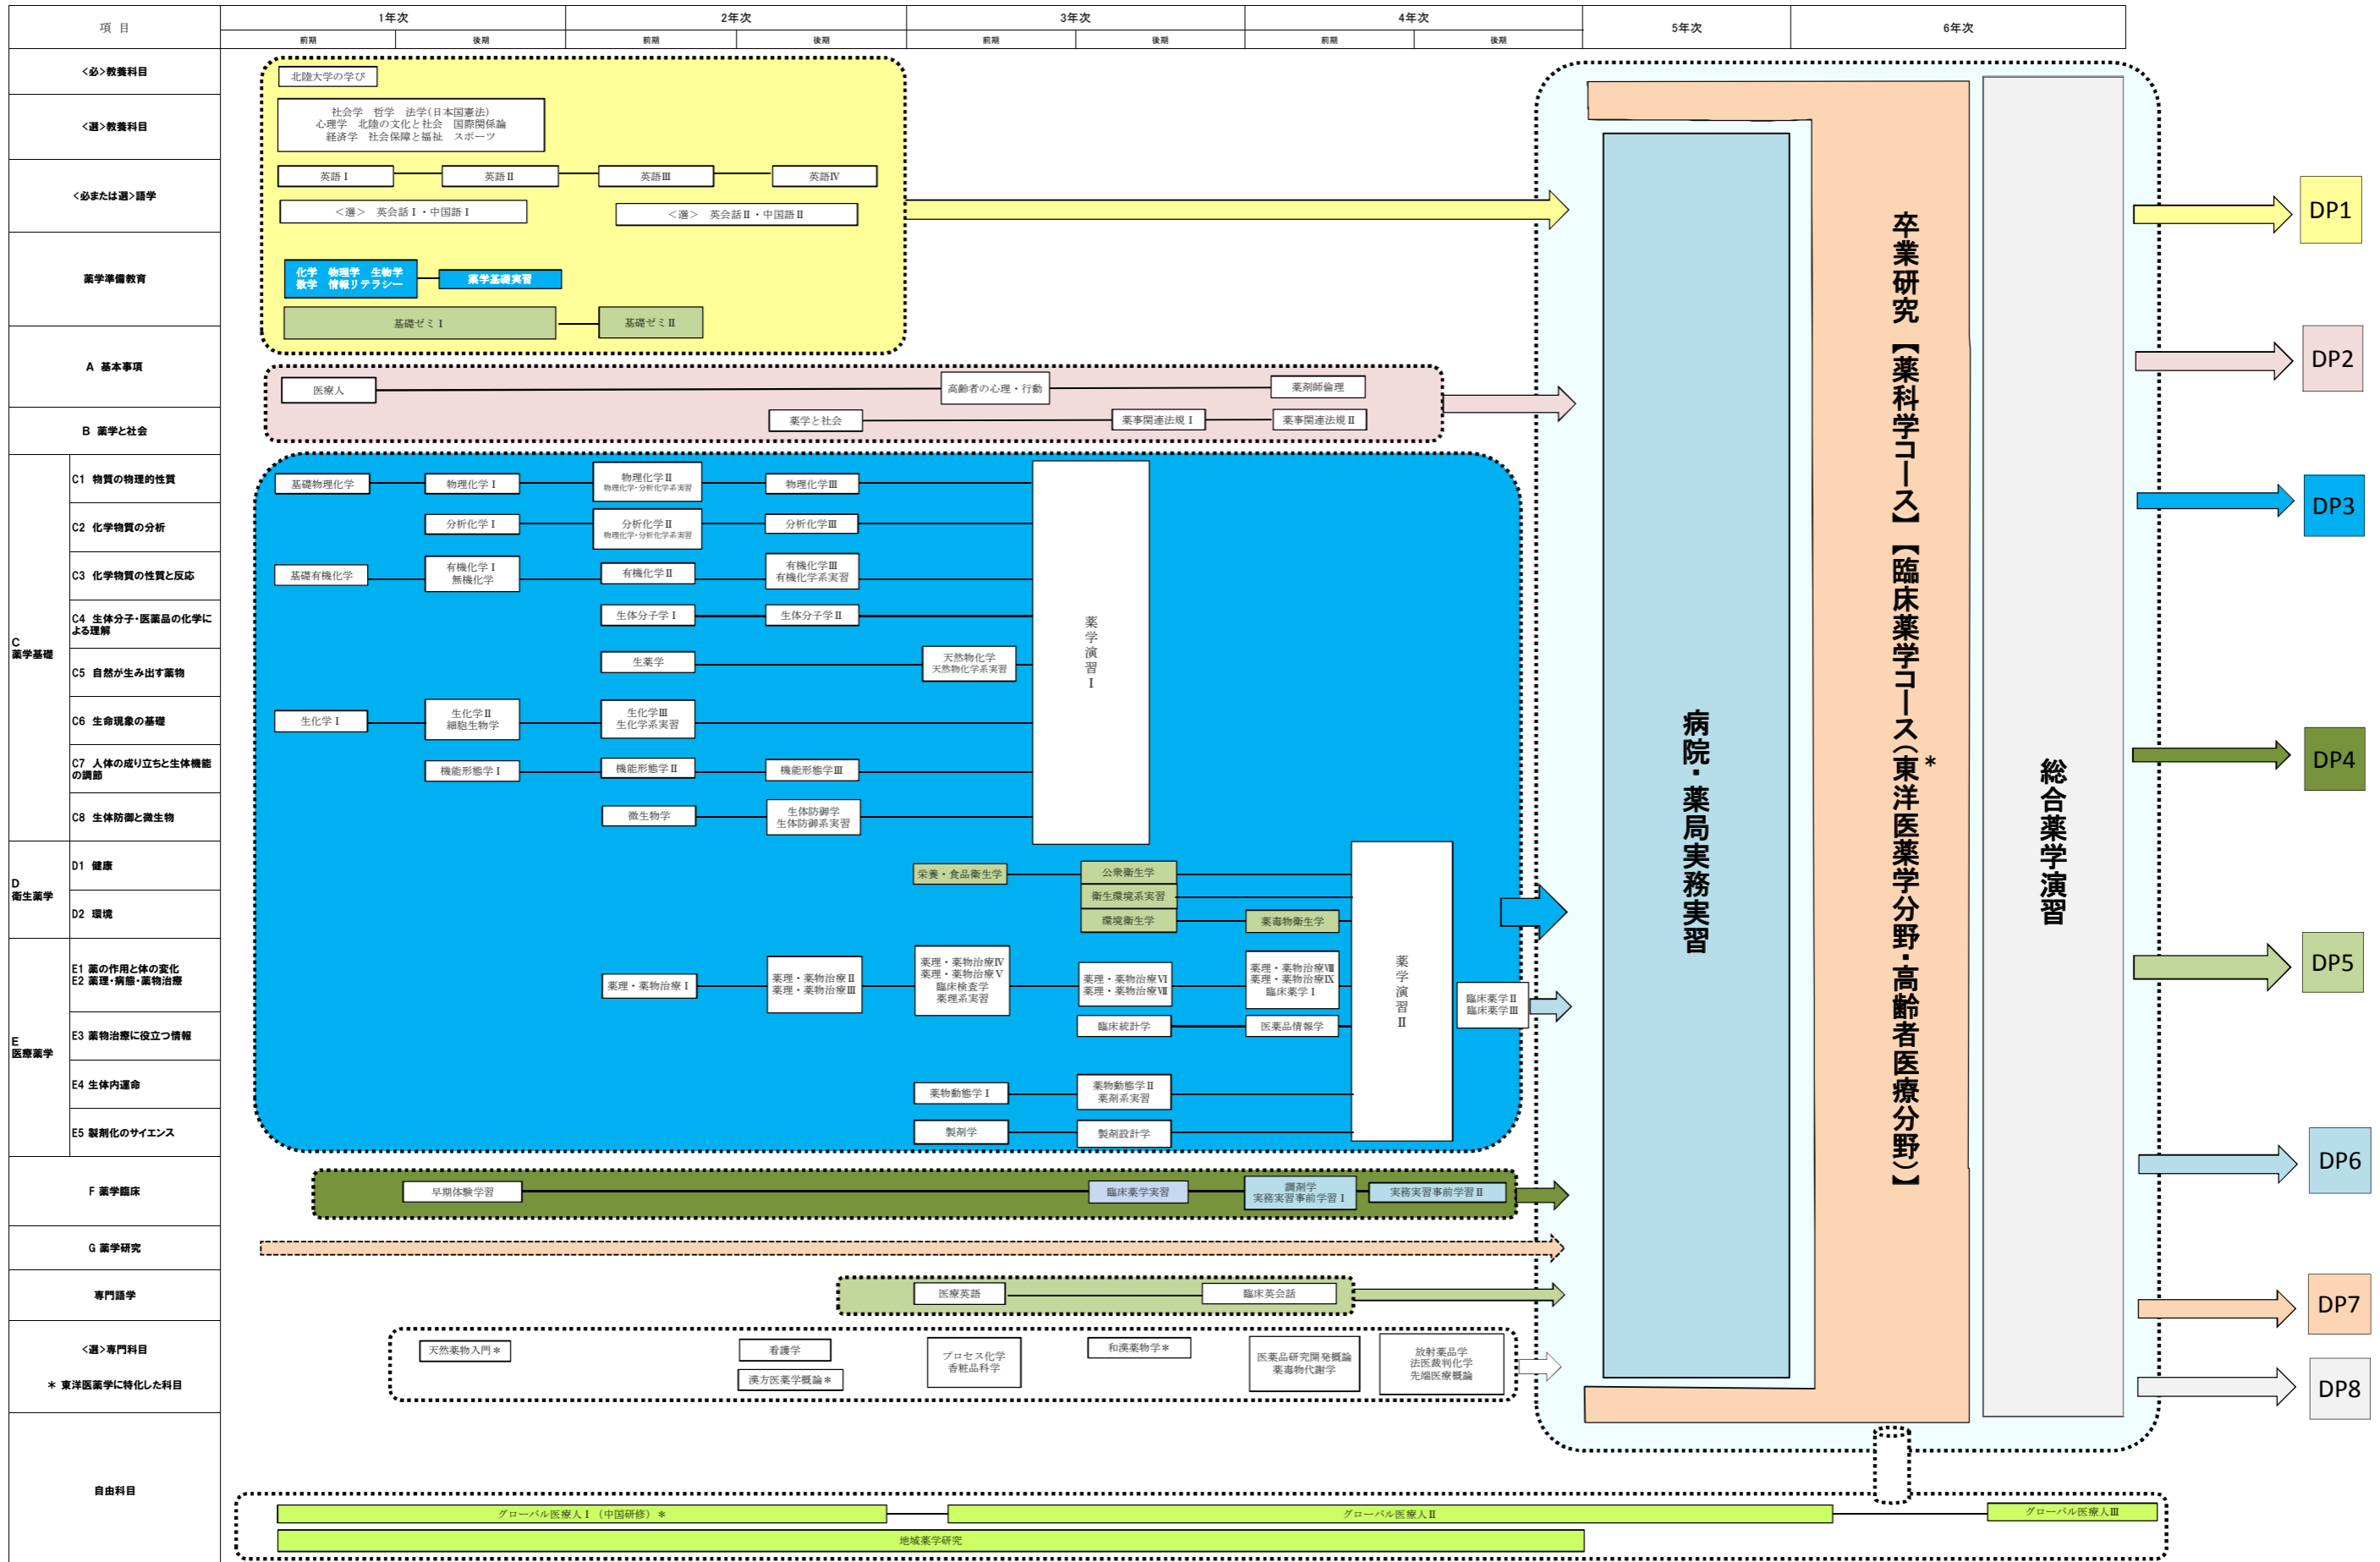 項 目
1年次
2年次
3年次
4年次
5年次
6年次
前期
後期
前期
後期
前期
後期
前期
後期
<必>教養科目
北陸大学の学び
<選>教養科目
社会学 哲学 法学(日本国憲法)
心理学 北陸の文化と社会 国際関係論
経済学 社会保障と福祉 スポーツ
<必または選>語学
英語Ⅰ
英語Ⅱ
英語Ⅲ
英語Ⅳ
<選> 英会話Ⅰ・中国語Ⅰ
<選> 英会話Ⅱ・中国語Ⅱ
薬学準備教育
化学 物理学 生物学
数学 情報リテラシー
薬学基礎実習
基礎ゼミⅠ
基礎ゼミⅡ
A 基本事項
医療人
高齢者の心理・行動
薬剤師倫理
B 薬学と社会
薬学と社会
薬事関連法規Ⅰ
薬事関連法規Ⅱ
C
薬学基礎
C1 物質の物理的性質
基礎物理化学
物理化学Ⅰ
物理化学Ⅱ
物理化学・分析化学系実習
物理化学Ⅲ
C2 化学物質の分析
分析化学Ⅰ
分析化学Ⅱ
物理化学・分析化学系実習
分析化学Ⅲ
C3 化学物質の性質と反応
基礎有機化学
有機化学Ⅰ
無機化学
有機化学Ⅱ
有機化学Ⅲ
有機化学系実習
C4 生体分子・医薬品の化学に
よる理解
生体分子学Ⅰ
生体分子学Ⅱ
C5 自然が生み出す薬物
生薬学
天然物化学
天然物化学系実習
C6 生命現象の基礎
生化学Ⅰ
生化学Ⅱ
細胞生物学
生化学Ⅲ
生化学系実習
C7 人体の成り立ちと生体機能
の調節
機能形態学Ⅰ
機能形態学Ⅱ
機能形態学Ⅲ
C8 生体防御と微生物
微生物学
生体防御学
生体防御系実習
薬学演習Ⅰ
D
衛生薬学
D1 健康
栄養・食品衛生学
公衆衛生学
衛生環境系実習
D2 環境
環境衛生学
薬毒物衛生学
E
医療薬学
E1 薬の作用と体の変化
E2 薬理・病態・薬物治療
薬理・薬物治療Ⅰ
薬理・薬物治療Ⅱ
薬理・薬物治療Ⅲ
薬理・薬物治療Ⅳ
薬理・薬物治療Ⅴ
臨床検査学
薬理系実習
薬理・薬物治療Ⅵ
薬理・薬物治療Ⅶ
薬理・薬物治療Ⅷ
薬理・薬物治療Ⅸ
臨床薬学Ⅰ
臨床薬学Ⅱ
臨床薬学Ⅲ
E3 薬物治療に役立つ情報
臨床統計学
医薬品情報学
E4 生体内運命
薬物動態学Ⅰ
薬物動態学Ⅱ
薬剤系実習
E5 製剤化のサイエンス
製剤学
製剤設計学
薬学演習Ⅱ
F 薬学臨床
早期体験学習
臨床薬学実習
調剤学
実務実習事前学習Ⅰ
実務実習事前学習Ⅱ
G 薬学研究
専門語学
医療英語
臨床英会話
<選>専門科目
* 東洋医薬学に特化した科目
天然薬物入門*
看護学
漢方医薬学概論*
プロセス化学
香粧品科学
和漢薬物学*
医薬品研究開発概論
薬毒物代謝学
放射薬品学
法医裁判化学
先端医療概論
自由科目
グローバル医療人Ⅰ(中国研修)*
グローバル医療人Ⅱ
グローバル医療人Ⅲ
地域薬学研究
病院・薬局実務実習
卒業研究【薬科学コース】【臨床薬学コース(東洋医薬学分野・高齢者医療分野)】
*
総合薬学演習
DP1
DP2
DP3
DP4
DP5
DP6
DP7
DP8